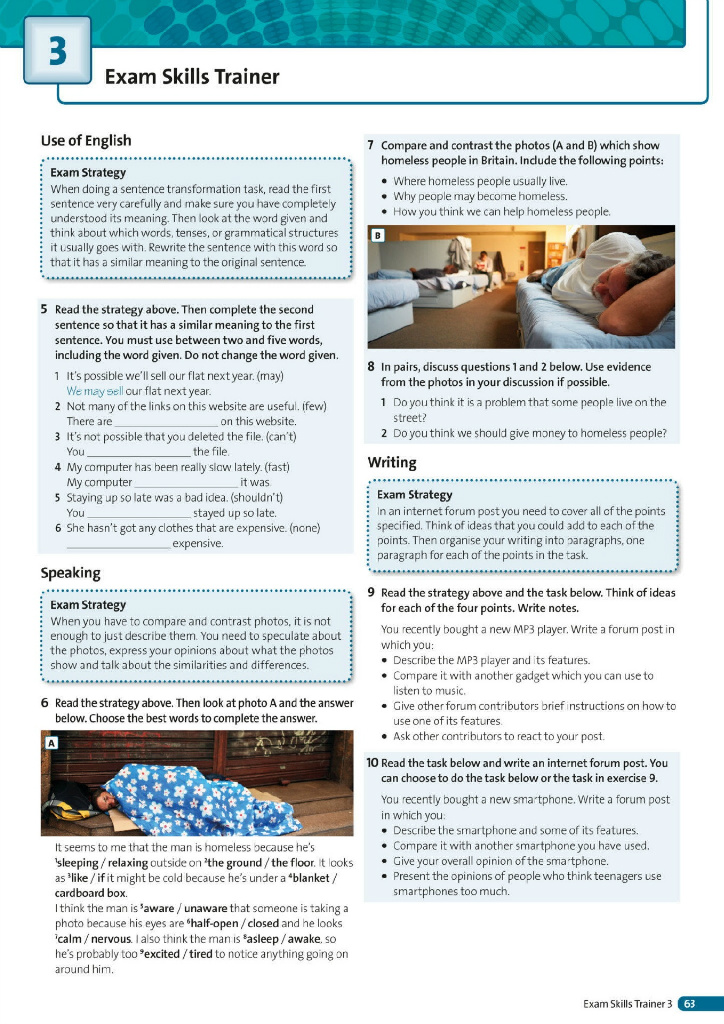 3
Exam Skills Trainer
Use of English
Exam Strategy
When doing a sentence transformation task, read the first
sentence very carefully and make sure you have completely
understood its meaning. Then look at the word given and
think about which words, tenses, or grammatical structures
it usually goes with. Rewrite the sentence with this word so
that it has a similar meaning to the original sentence.
5 Read the strategy above. Then complete the second
sentence so that it has a similar meaning to the first
sentence. You must use between two and five words,
including the word given. Do not change the word given.
1 It's possible we'll sell our flat next year. (may)
We may sell our flat next year.
2 Not many of the links on this website are useful. (few)
There are ____________________ on this website.
3 It's not possible that you deleted the file. (can't)
You ____________________ the file.
4 My computer has been really slow lately. (fast)
My computer ____________________ it was.
5 Staying up so late was a bad idea. (shouldn't)
You ____________________ stayed up so late.
6 She hasn't got any clothes that are expensive. (none)
____________________ expensive.
Speaking
Exam Strategy
When you have to compare and contrast photos, it is not
enough to just describe them. You need to speculate about
the photos, express your opinions about what the photos
show and talk about the similarities and differences.
6 Read the strategy above. Then look at photo A and the answer
below. Choose the best words to complete the answer.
A
It seems to me that the man is homeless because he's
¹sleeping / relaxing outside on ²the ground / the floor. It looks
as ³like / if it might be cold because he's under a ⁴blanket /
cardboard box.
I think the man is ⁵aware / unaware that someone is taking a
photo because his eyes are ⁶half-open / closed and he looks
⁷calm / nervous. I also think the man is ⁸asleep / awake, so
he's probably too ⁹excited / tired to notice anything going on
around him.
7 Compare and contrast the photos (A and B) which show
homeless people in Britain. Include the following points:
• Where homeless people usually live.
• Why people may become homeless.
• How you think we can help homeless people.
B
8 In pairs, discuss questions 1 and 2 below. Use evidence
from the photos in your discussion if possible.
1 Do you think it is a problem that some people live on the
street?
2 Do you think we should give money to homeless people?
Writing
Exam Strategy
In an internet forum post you need to cover all of the points
specified. Think of ideas that you could add to each of the
points. Then organise your writing into paragraphs, one
paragraph for each of the points in the task.
9 Read the strategy above and the task below. Think of ideas
for each of the four points. Write notes.
You recently bought a new MP3 player. Write a forum post in
which you:
• Describe the MP3 player and its features.
• Compare it with another gadget which you can use to
listen to music.
• Give other forum contributors brief instructions on how to
use one of its features.
• Ask other contributors to react to your post.
10 Read the task below and write an internet forum post. You
can choose to do the task below or the task in exercise 9.
You recently bought a new smartphone. Write a forum post
in which you:
• Describe the smartphone and some of its features.
• Compare it with another smartphone you have used.
• Give your overall opinion of the smartphone.
• Present the opinions of people who think teenagers use
smartphones too much.
Exam Skills Trainer 3 63